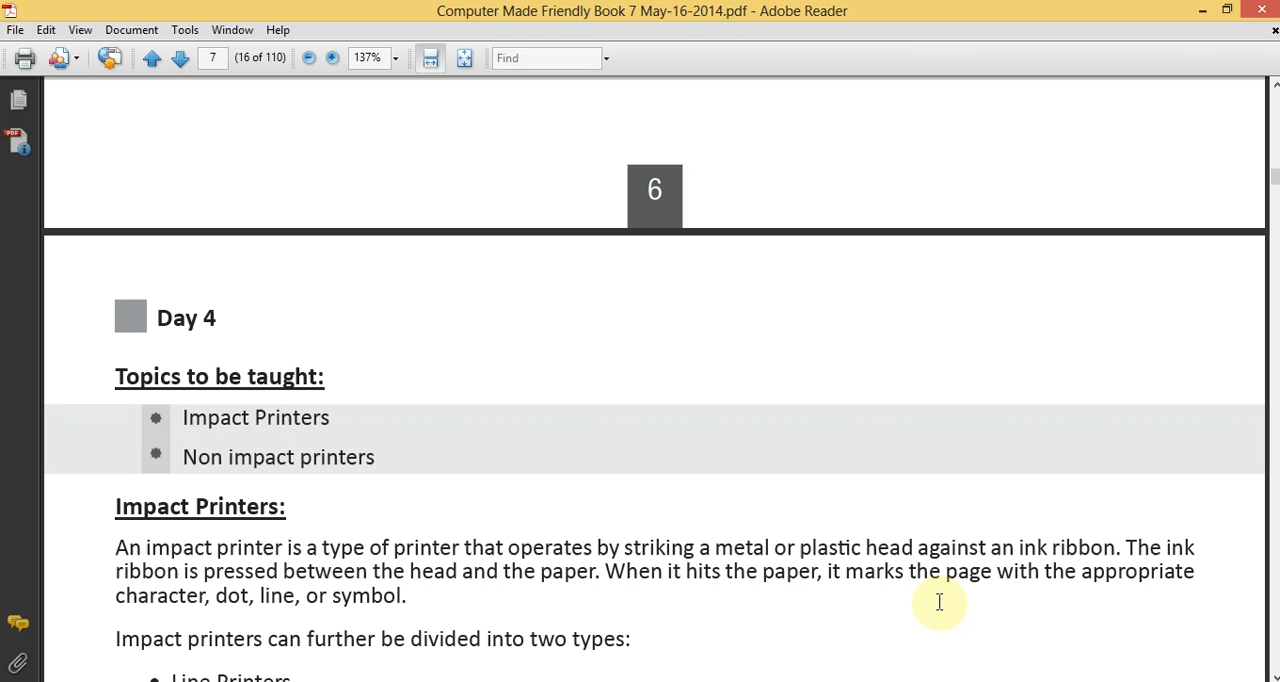 Computer Made Friendly Book 7 May-16-2014.pdf - Adobe Reader
File Edit View Document Tools Window Help
7 (16 of 110) 137% Find
6
Day 4
Topics to be taught:
Impact Printers
Non impact printers
Impact Printers:
An impact printer is a type of printer that operates by striking a metal or plastic head against an ink ribbon. The ink
ribbon is pressed between the head and the paper. When it hits the paper, it marks the page with the appropriate
character, dot, line, or symbol.
Impact printers can further be divided into two types:
Line Printers